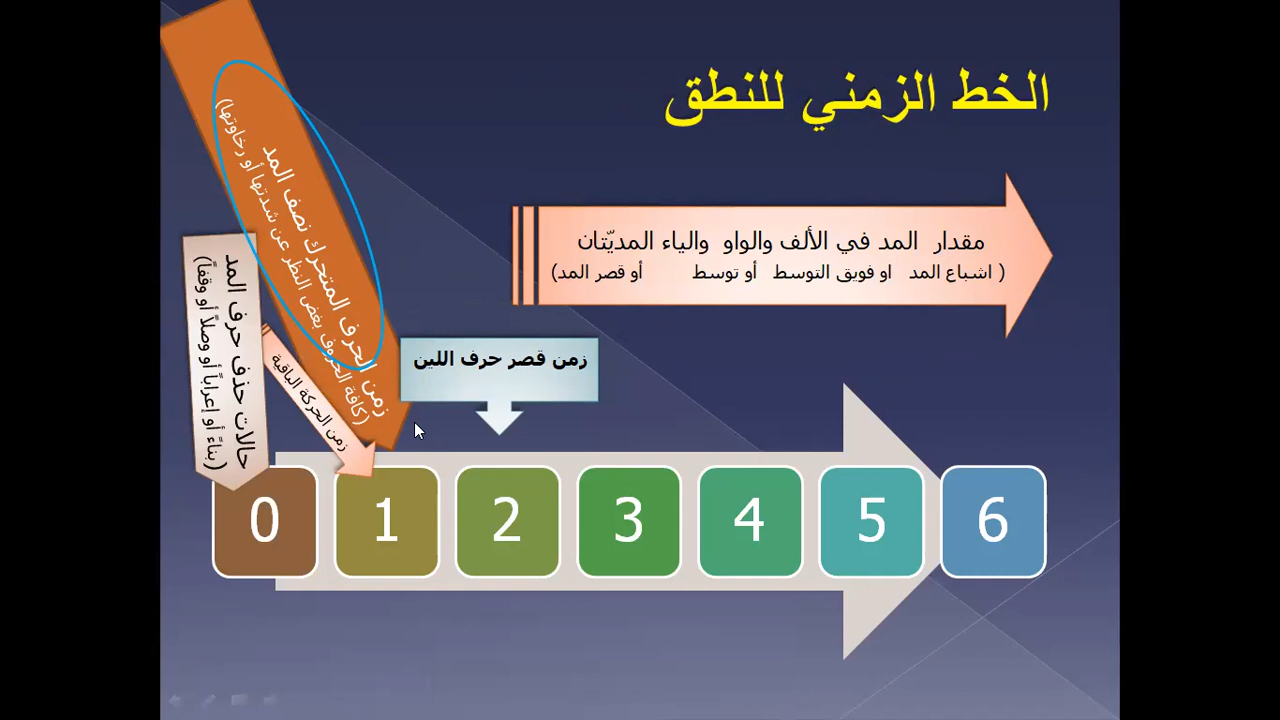 الخط الزمني للنطق
مقدار المد في الألف والواو والياء المديّتان
( اشباع المد او فويق التوسط أو توسط أو قصر المد)
زمن الحرف المتحرك نصف المد
(كافة الحروف بغض النظر عن شدتها أو رخاوتها)
زمن قصر حرف اللين
حالات حذف حرف المد
(بناءً أو إعراباً أو وصلاً أو وقفاً)
زمن الحركة الباقية
0 1 2 3 4 5 6